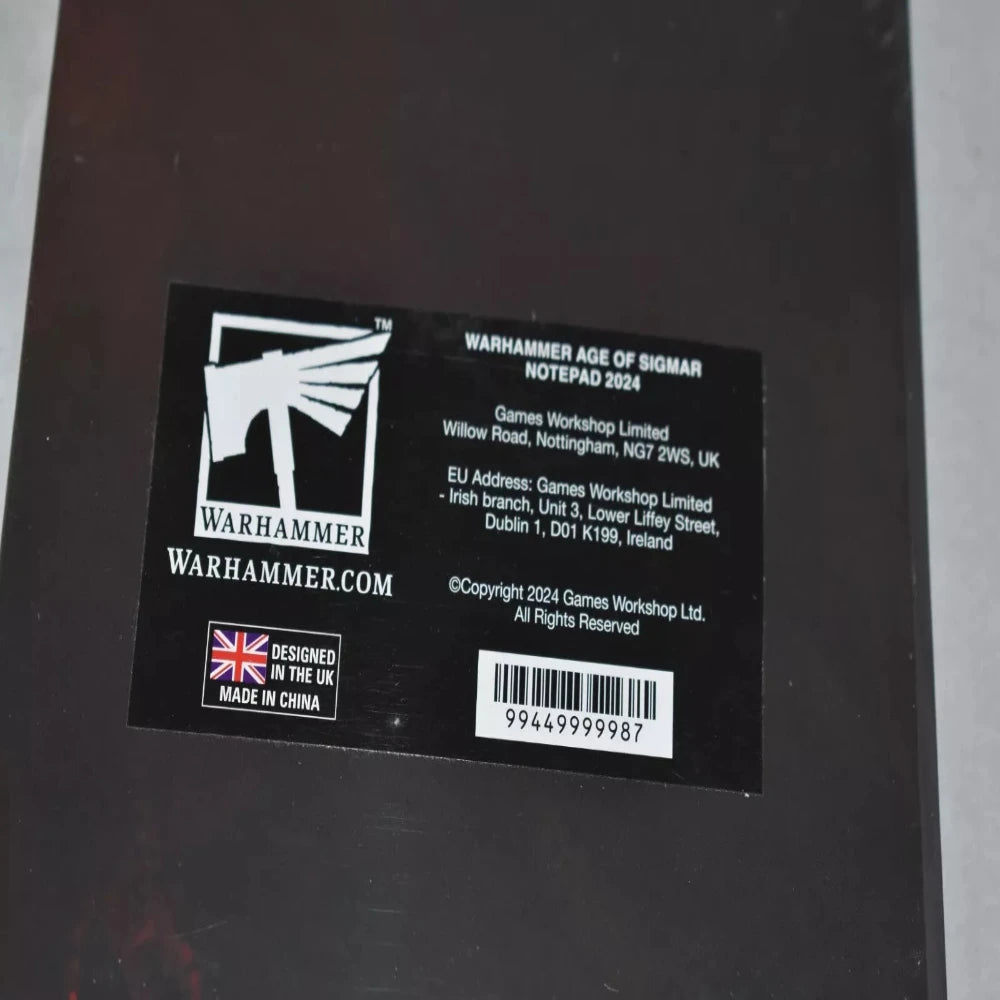 TM
WARHAMMER
WARHAMMER.COM
DESIGNED
IN THE UK
MADE IN CHINA
WARHAMMER AGE OF SIGMAR
NOTEPAD 2024
Games Workshop Limited
Willow Road, Nottingham, NG7 2WS, UK
EU Address: Games Workshop Limited
- Irish branch, Unit 3, Lower Liffey Street,
Dublin 1, D01 K199, Ireland
©Copyright 2024 Games Workshop Ltd.
All Rights Reserved
99449999987